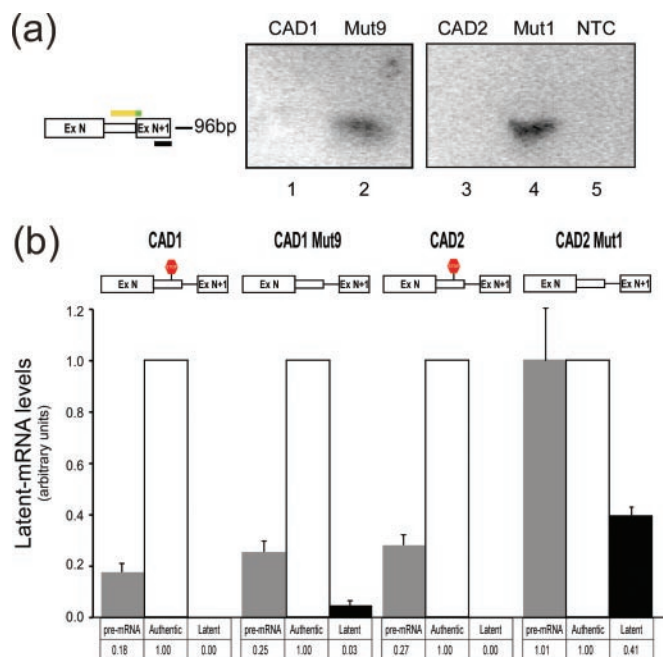 (a)
CAD1 Mut9 CAD2 Mut1 NTC
Ex N Ex N+1 96bp
1 2 3 4 5
(b)
CAD1 CAD1 Mut9 CAD2 CAD2 Mut1
Ex N Ex N+1 Ex N Ex N+1 Ex N Ex N+1 Ex N Ex N+1
Latent-mRNA levels
(arbitrary units)
1.2
1.0
0.8
0.6
0.4
0.2
0.0
pre-mRNA Authentic Latent pre-mRNA Authentic Latent pre-mRNA Authentic Latent pre-mRNA Authentic Latent
0.18 1.00 0.00 0.25 1.00 0.03 0.27 1.00 0.00 1.01 1.00 0.41